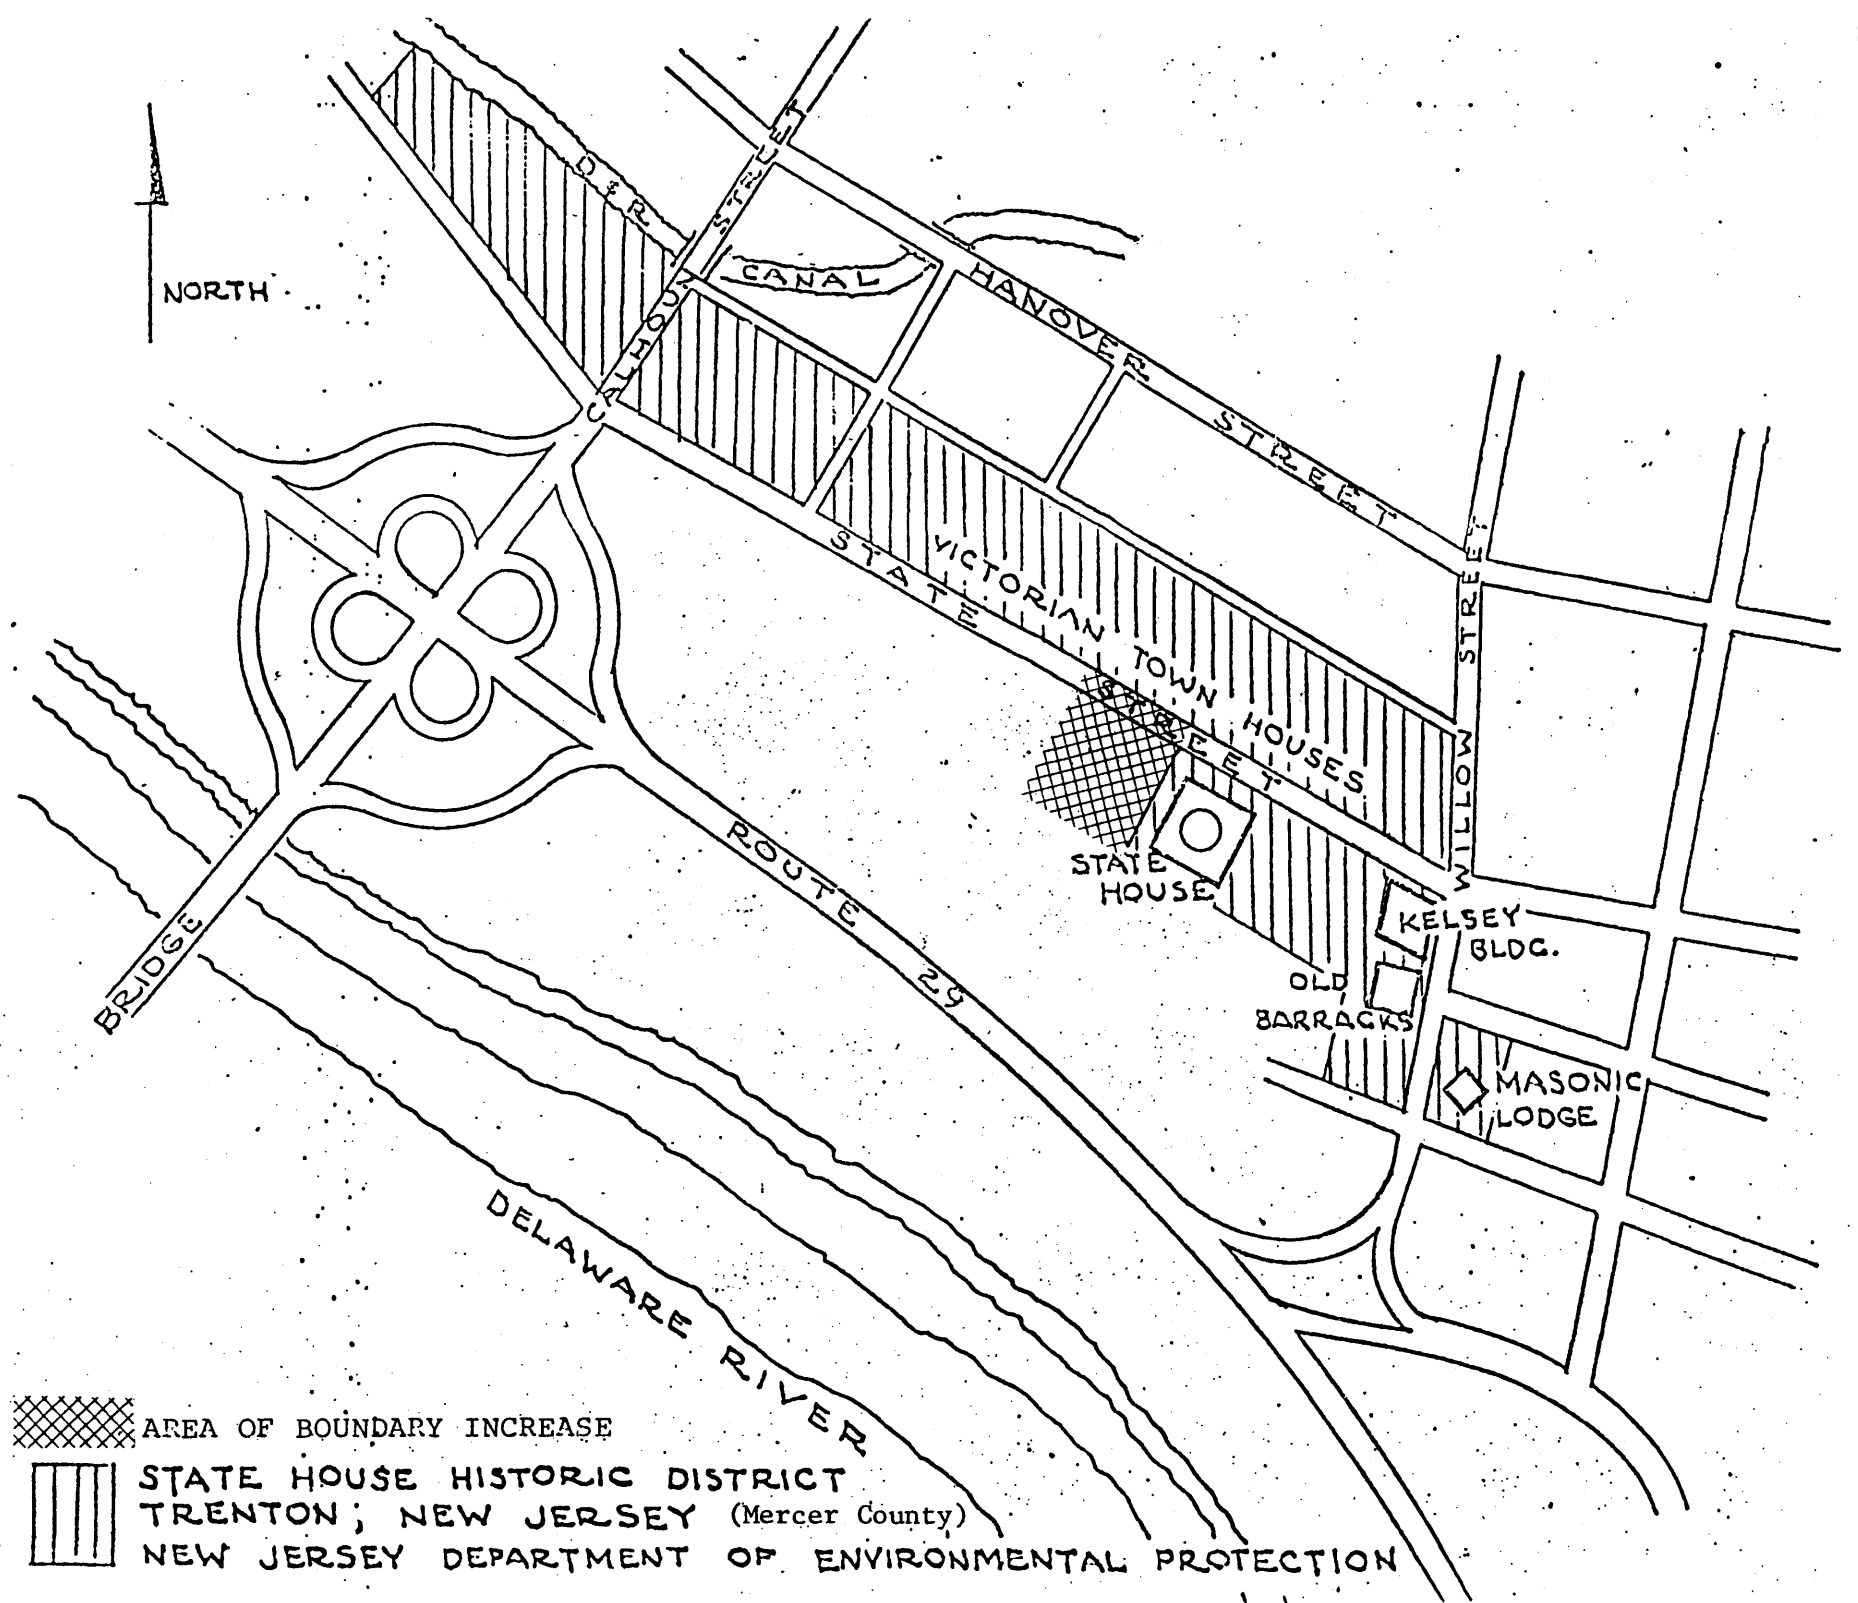 D & R
CANAL
CALHOUN STREET
HANOVER STREET
NORTH
STATE STREET
VICTORIAN TOWN HOUSES
WILLOW STREET
STATE
HOUSE
KELSEY
BLDG.
OLD
BARRACKS
MASONIC
LODGE
ROUTE 29
BRIDGE
DELAWARE RIVER
AREA OF BOUNDARY INCREASE
STATE HOUSE HISTORIC DISTRICT
TRENTON; NEW JERSEY (Mercer County)
NEW JERSEY DEPARTMENT OF ENVIRONMENTAL PROTECTION